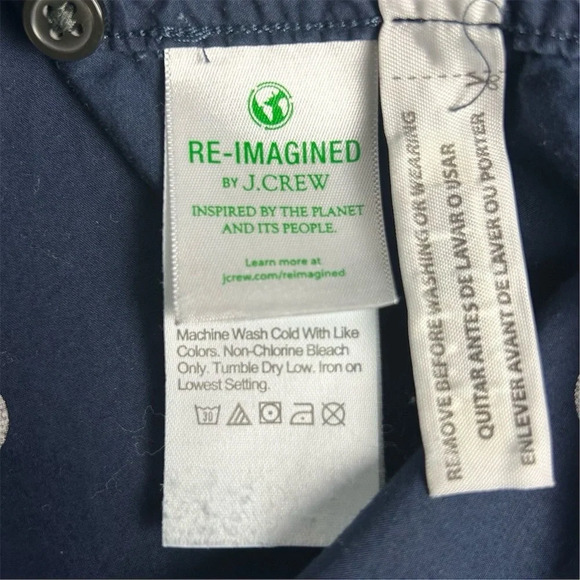 RE-IMAGINED
BY J.CREW
INSPIRED BY THE PLANET
AND ITS PEOPLE.
Learn more at
jcrew.com/reimagined
Machine Wash Cold With Like
Colors. Non-Chlorine Bleach
Only. Tumble Dry Low. Iron on
Lowest Setting.
30
REMOVE BEFORE WASHING OR WEARING
QUITAR ANTES DE LAVAR O USAR
ENLEVER AVANT DE LAVER OU PORTER